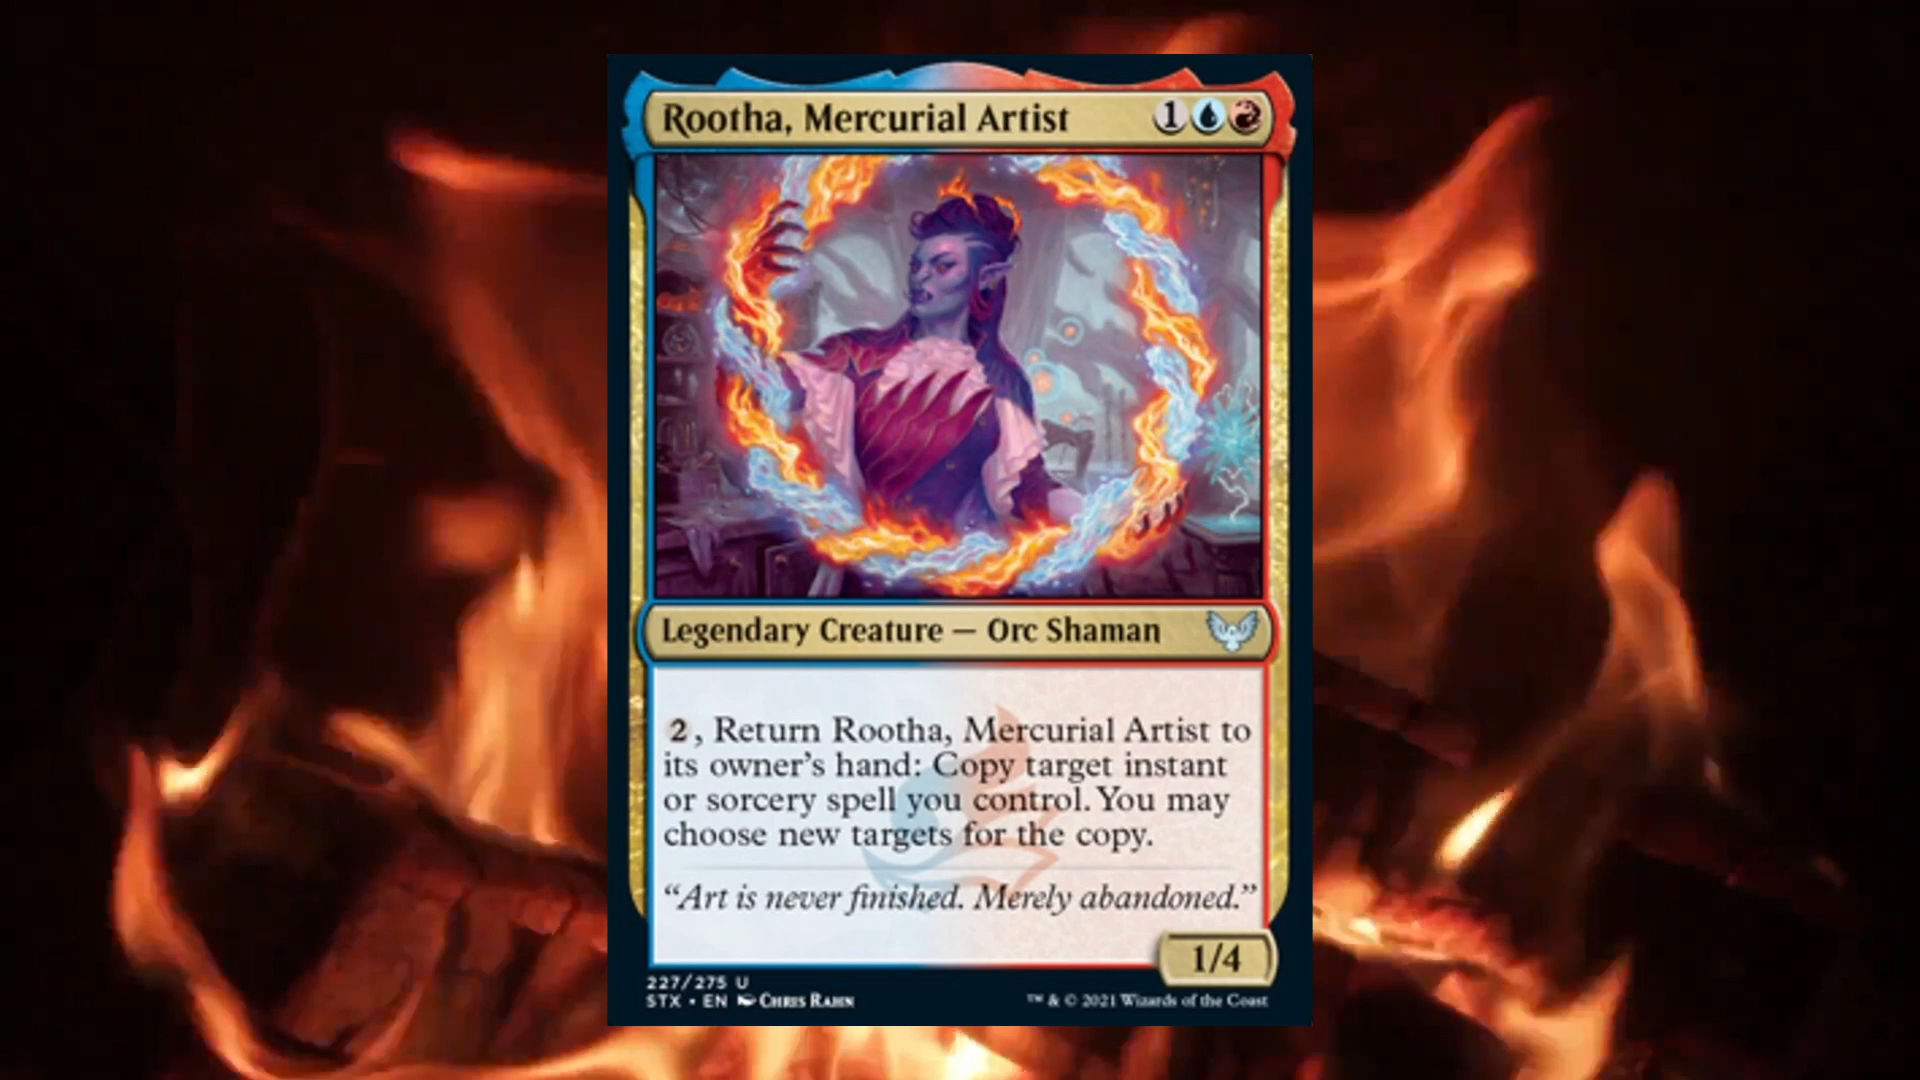 Rootha, Mercurial Artist 1
Legendary Creature — Orc Shaman
2, Return Rootha, Mercurial Artist to
its owner's hand: Copy target instant
or sorcery spell you control. You may
choose new targets for the copy.
“Art is never finished. Merely abandoned.”
1/4
227/275 U
STX • EN Chris Rahn
™ & © 2021 Wizards of the Coast